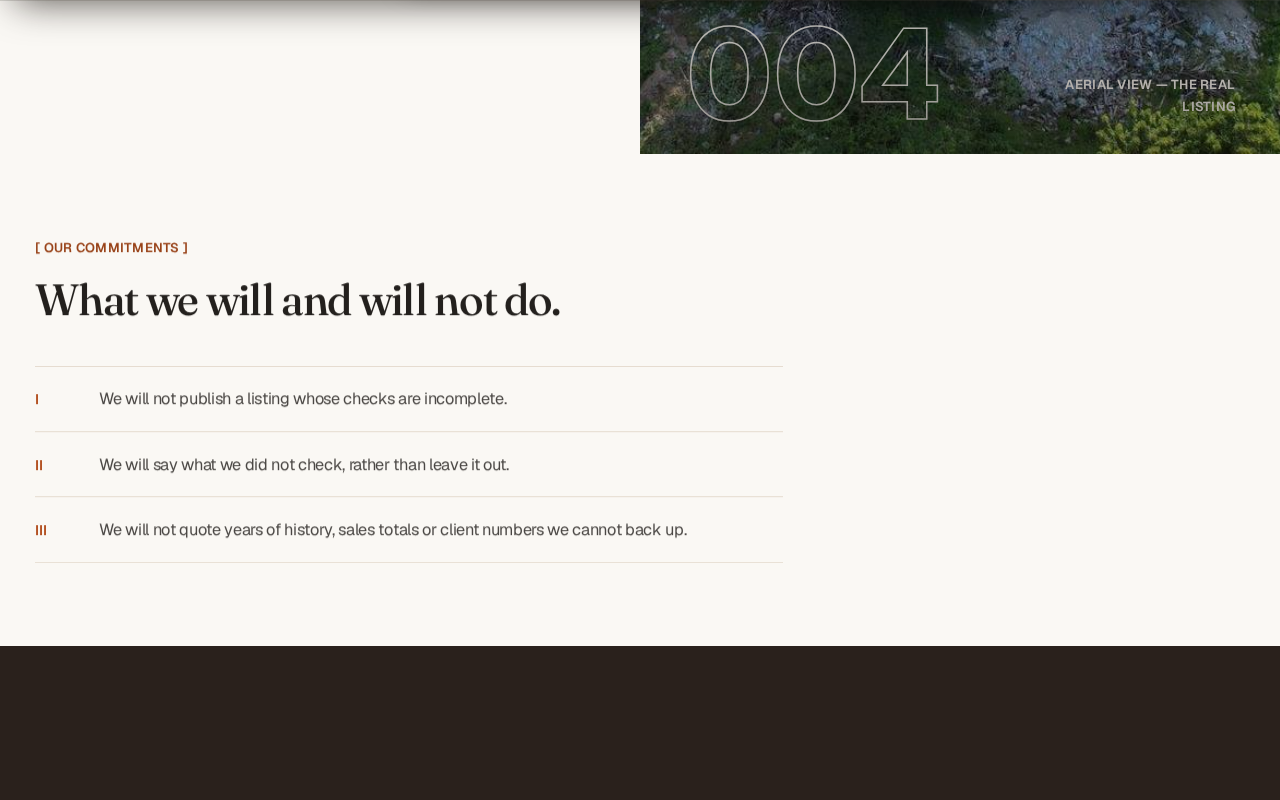 004
AERIAL VIEW — THE REAL
LISTING
[ OUR COMMITMENTS ]
What we will and will not do.
I We will not publish a listing whose checks are incomplete.
II We will say what we did not check, rather than leave it out.
III We will not quote years of history, sales totals or client numbers we cannot back up.